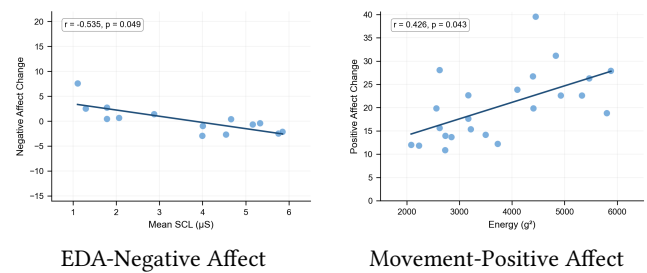 r = -0.535, p = 0.049
Negative Affect Change
20
15
10
5
0
−5
−10
−15
1 2 3 4 5 6
Mean SCL (μS)
EDA-Negative Affect
r = 0.426, p = 0.043
Positive Affect Change
40
35
30
25
20
15
10
5
0
2000 3000 4000 5000 6000
Energy (g²)
Movement-Positive Affect